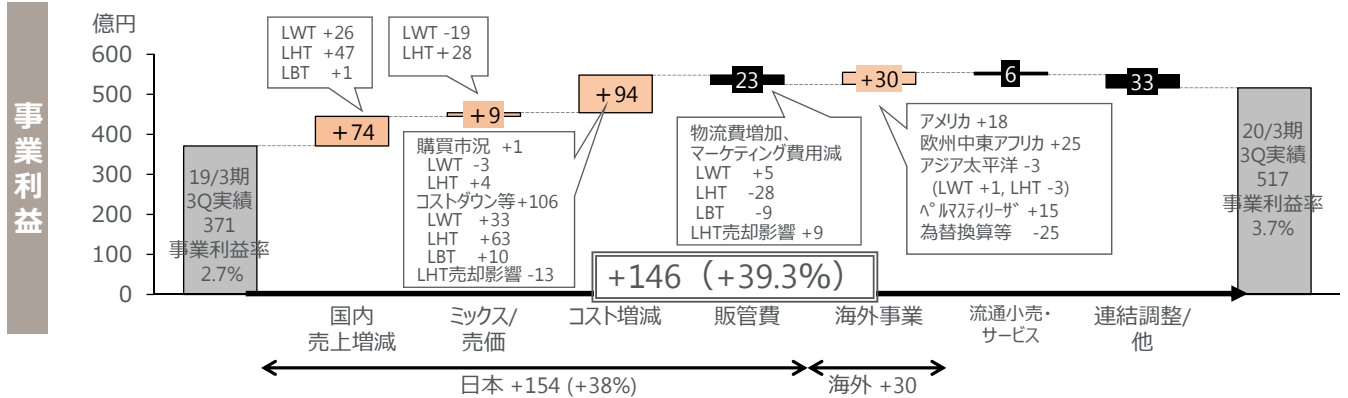 事業利益
億円
600
500
400
300
200
100
0
19/3期
3Q実績
371
事業利益率
2.7%
LWT +26
LHT +47
LBT +1
+74
LWT -19
LHT+28
+9
+94
購買市況 +1
LWT -3
LHT +4
コストダウン等+106
LWT +33
LHT +63
LBT +10
LHT売却影響 -13
23
物流費増加、
マーケティング費用減
LWT +5
LHT -28
LBT -9
LHT売却影響 +9
+30
アメリカ +18
欧州中東アフリカ +25
アジア太平洋 -3
(LWT +1, LHT -3)
ペルマスティリーザ +15
為替換算等 -25
6
33
20/3期
3Q実績
517
事業利益率
3.7%
+146（+39.3%）
国内
売上増減
ミックス/
売価
コスト増減
販管費
海外事業
流通小売・
サービス
連結調整/
他
日本 +154 (+38%)
海外 +30